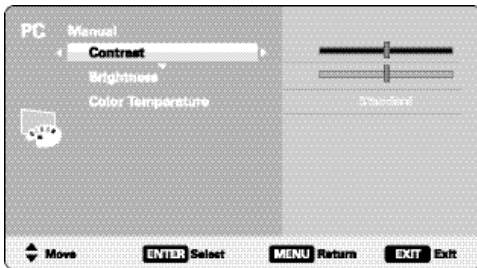 PC Manual
Contrast
Brightness
Color Temperature Standard
Move ENTER Select MENU Return EXIT Exit